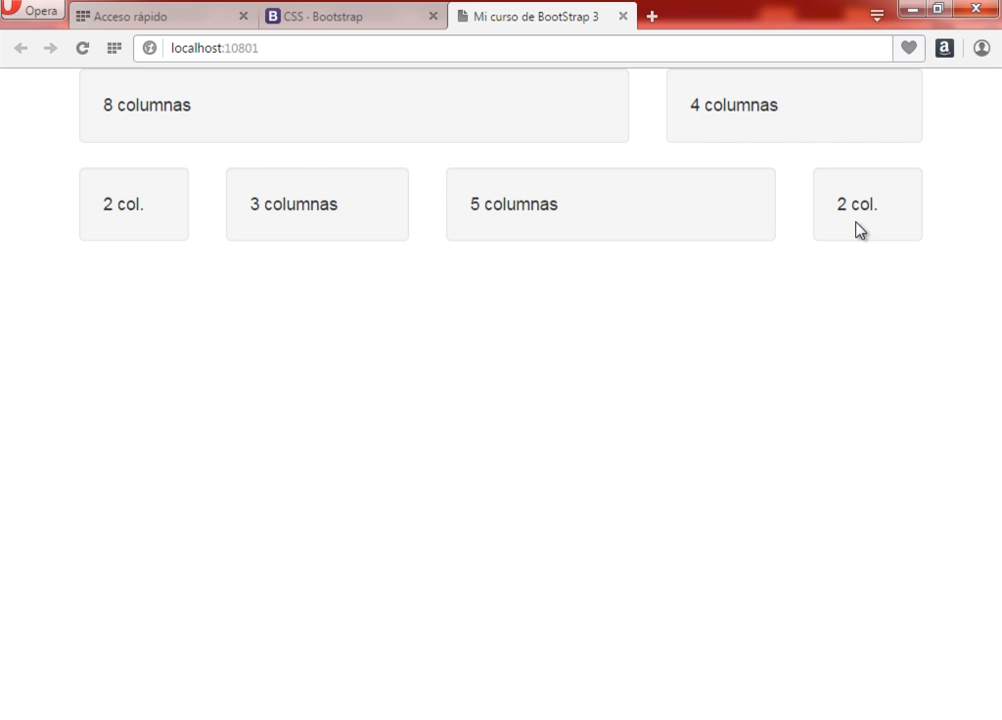 Opera
Acceso rápido
CSS · Bootstrap
Mi curso de BootStrap 3
localhost:10801
8 columnas
4 columnas
2 col.
3 columnas
5 columnas
2 col.